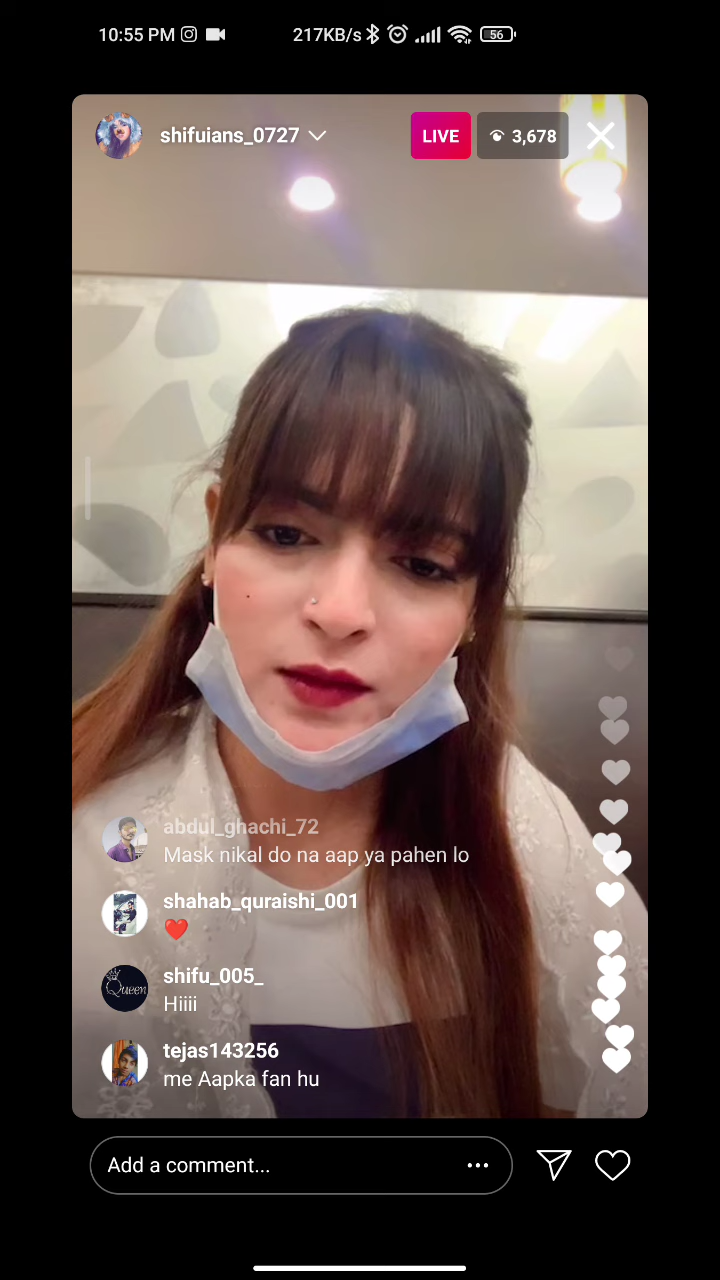 10:55 PM
217KB/s
56
shifuians_0727
LIVE
3,678
abdul_ghachi_72
Mask nikal do na aap ya pahen lo
shahab_quraishi_001
❤️
shifu_005_
Queen
Hiiii
tejas143256
me Aapka fan hu
Add a comment...